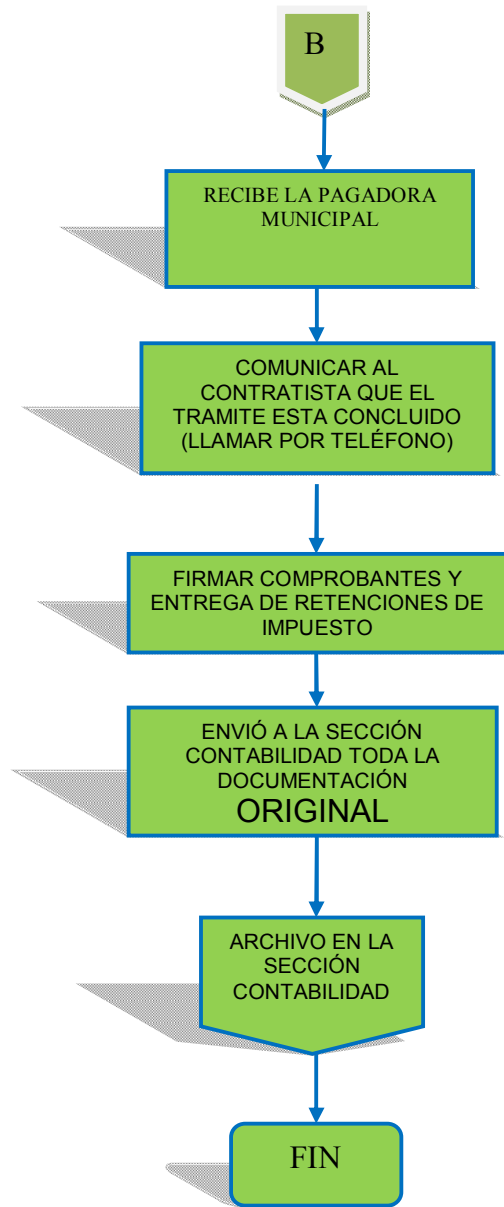 B
RECIBE LA PAGADORA
MUNICIPAL
COMUNICAR AL
CONTRATISTA QUE EL
TRAMITE ESTA CONCLUIDO
(LLAMAR POR TELÉFONO)
FIRMAR COMPROBANTES Y
ENTREGA DE RETENCIONES DE
IMPUESTO
ENVIÓ A LA SECCIÓN
CONTABILIDAD TODA LA
DOCUMENTACIÓN
ORIGINAL
ARCHIVO EN LA
SECCIÓN
CONTABILIDAD
FIN